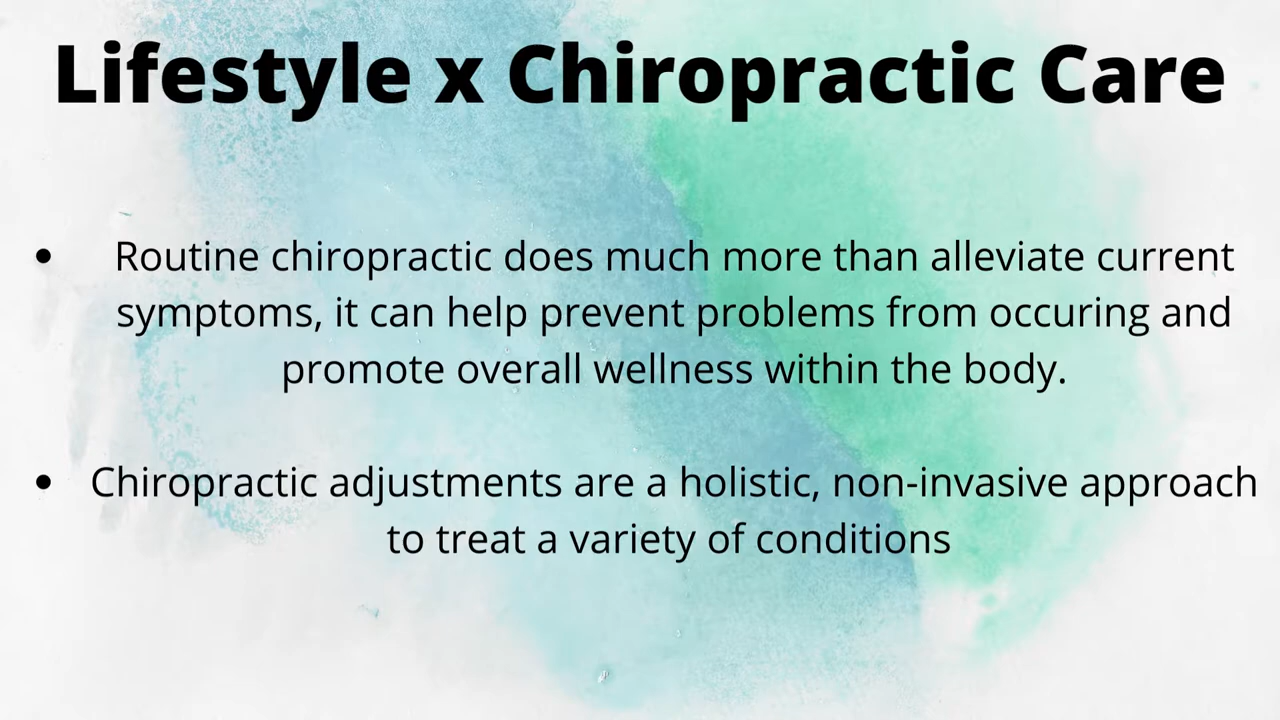 Lifestyle x Chiropractic Care
• Routine chiropractic does much more than alleviate current
symptoms, it can help prevent problems from occuring and
promote overall wellness within the body.
• Chiropractic adjustments are a holistic, non-invasive approach
to treat a variety of conditions